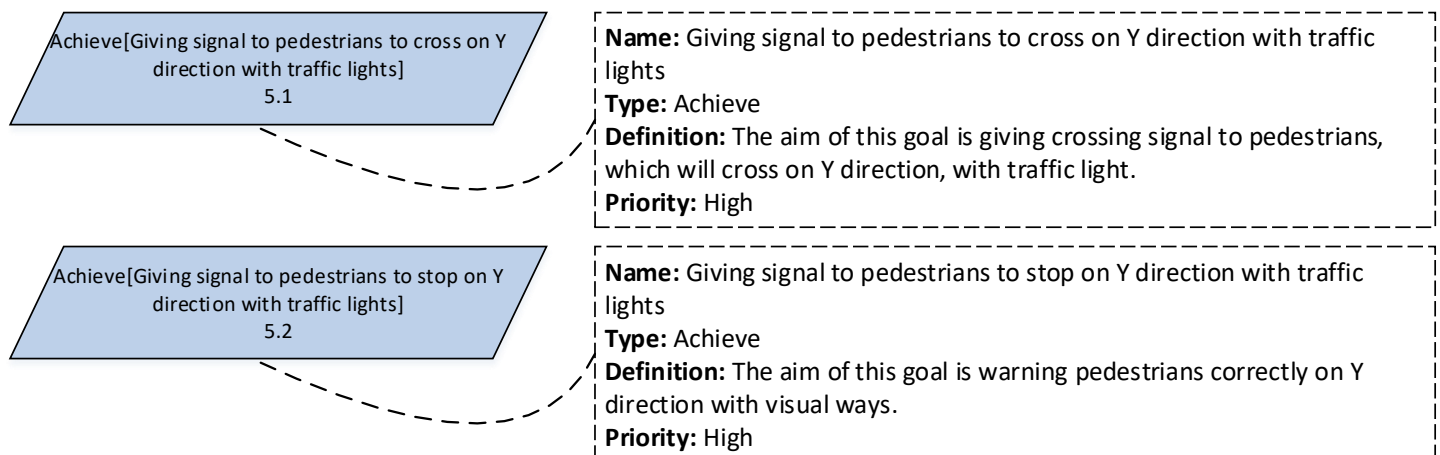 Achieve[Giving signal to pedestrians to cross on Y
direction with traffic lights]
5.1
Name: Giving signal to pedestrians to cross on Y direction with traffic
lights
Type: Achieve
Definition: The aim of this goal is giving crossing signal to pedestrians,
which will cross on Y direction, with traffic light.
Priority: High
Achieve[Giving signal to pedestrians to stop on Y
direction with traffic lights]
5.2
Name: Giving signal to pedestrians to stop on Y direction with traffic
lights
Type: Achieve
Definition: The aim of this goal is warning pedestrians correctly on Y
direction with visual ways.
Priority: High